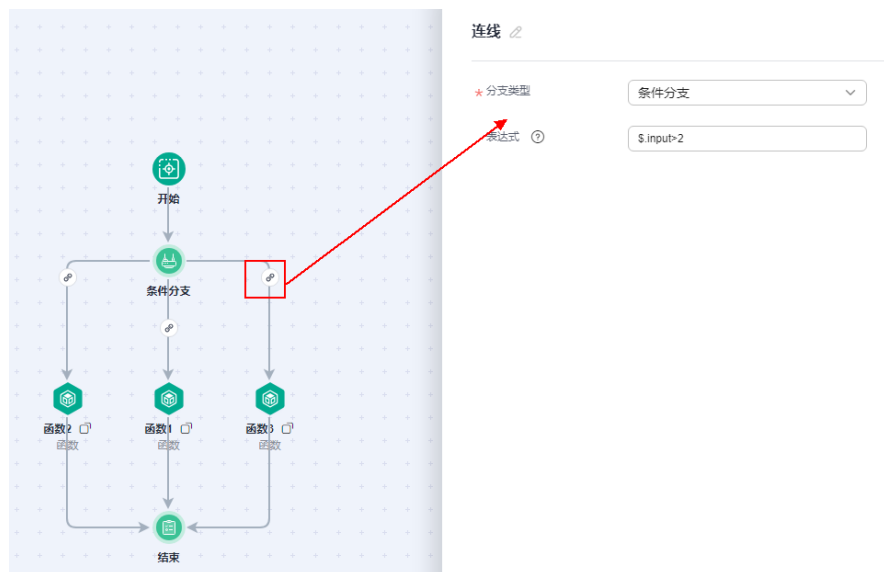 连线
* 分支类型
条件分支
表达式
$.input>2
开始
条件分支
函数2
函数
函数1
函数
函数3
函数
结束